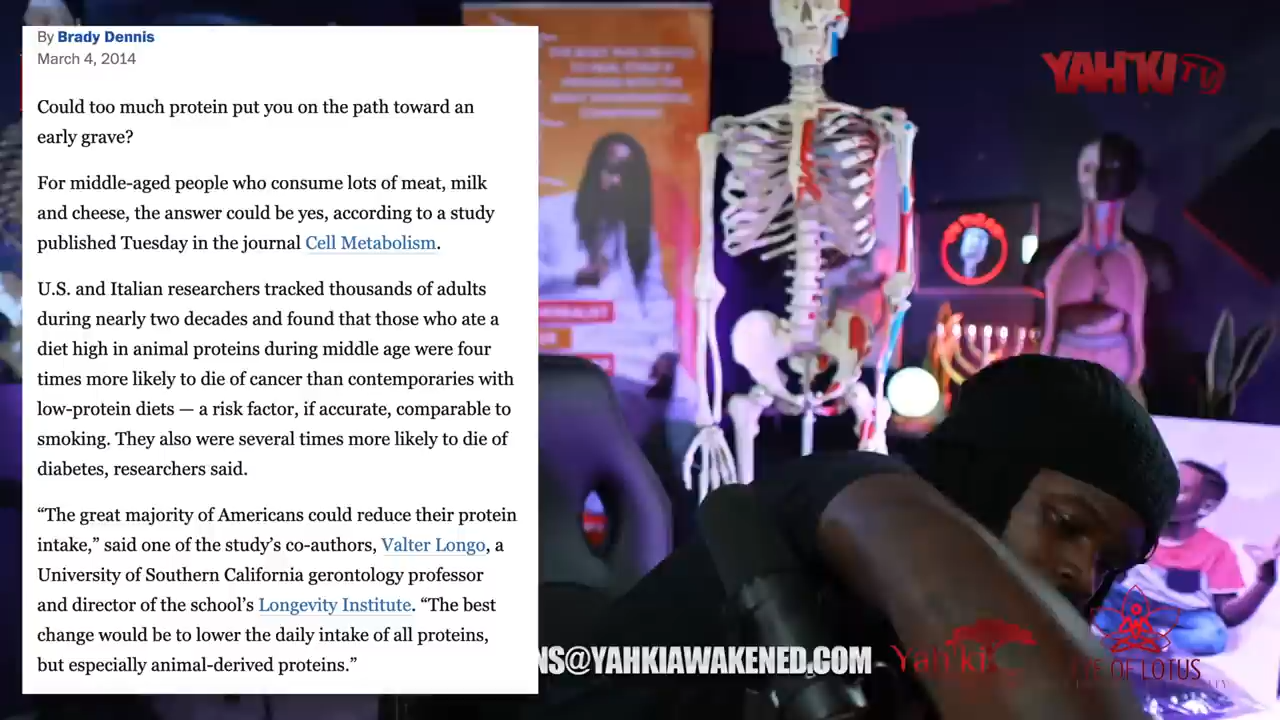 By Brady Dennis
March 4, 2014
Could too much protein put you on the path toward an
early grave?
For middle-aged people who consume lots of meat, milk
and cheese, the answer could be yes, according to a study
published Tuesday in the journal Cell Metabolism.
U.S. and Italian researchers tracked thousands of adults
during nearly two decades and found that those who ate a
diet high in animal proteins during middle age were four
times more likely to die of cancer than contemporaries with
low-protein diets — a risk factor, if accurate, comparable to
smoking. They also were several times more likely to die of
diabetes, researchers said.
“The great majority of Americans could reduce their protein
intake,” said one of the study’s co-authors, Valter Longo, a
University of Southern California gerontology professor
and director of the school’s Longevity Institute. “The best
change would be to lower the daily intake of all proteins,
but especially animal-derived proteins.”
YAH'KI TV
NS@YAHKIAWAKENED.COM -
Yah'ki
OF LOTUS